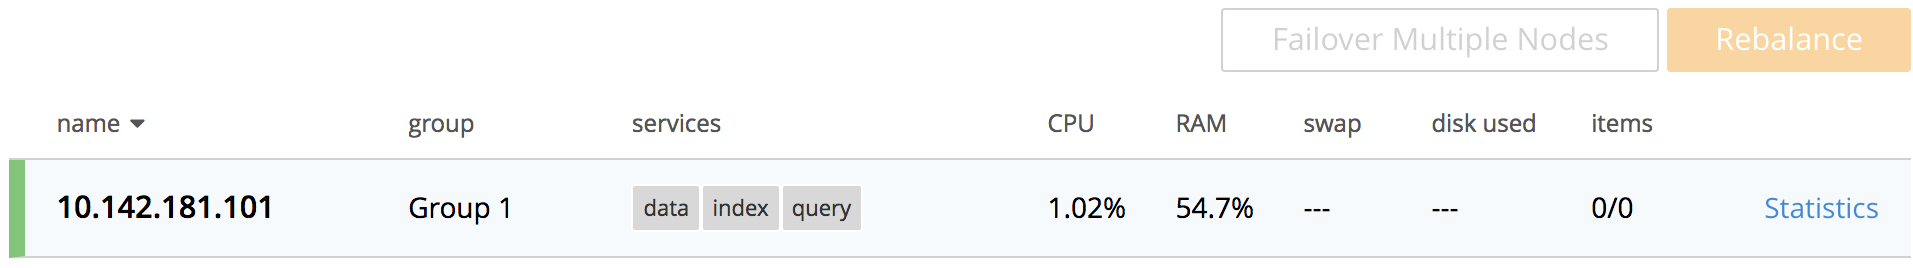 Failover Multiple Nodes Rebalance
name group services CPU RAM swap disk used items
10.142.181.101 Group 1 data index query 1.02% 54.7% --- --- 0/0 Statistics